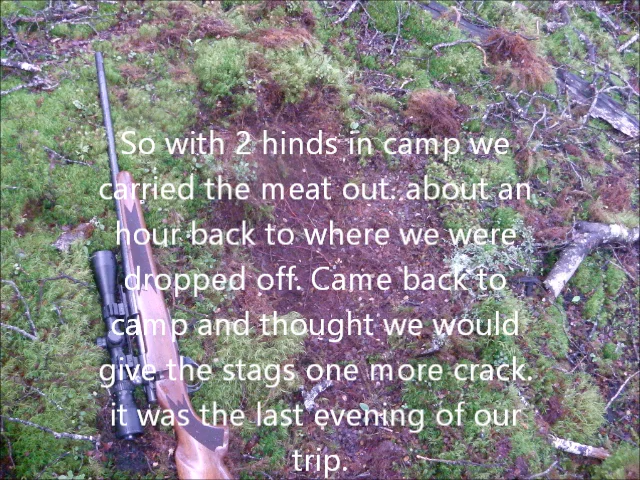 So with 2 hinds in camp we
carried the meat out. about an
hour back to where we were
dropped off. Came back to
camp and thought we would
give the stags one more crack.
it was the last evening of our
trip.